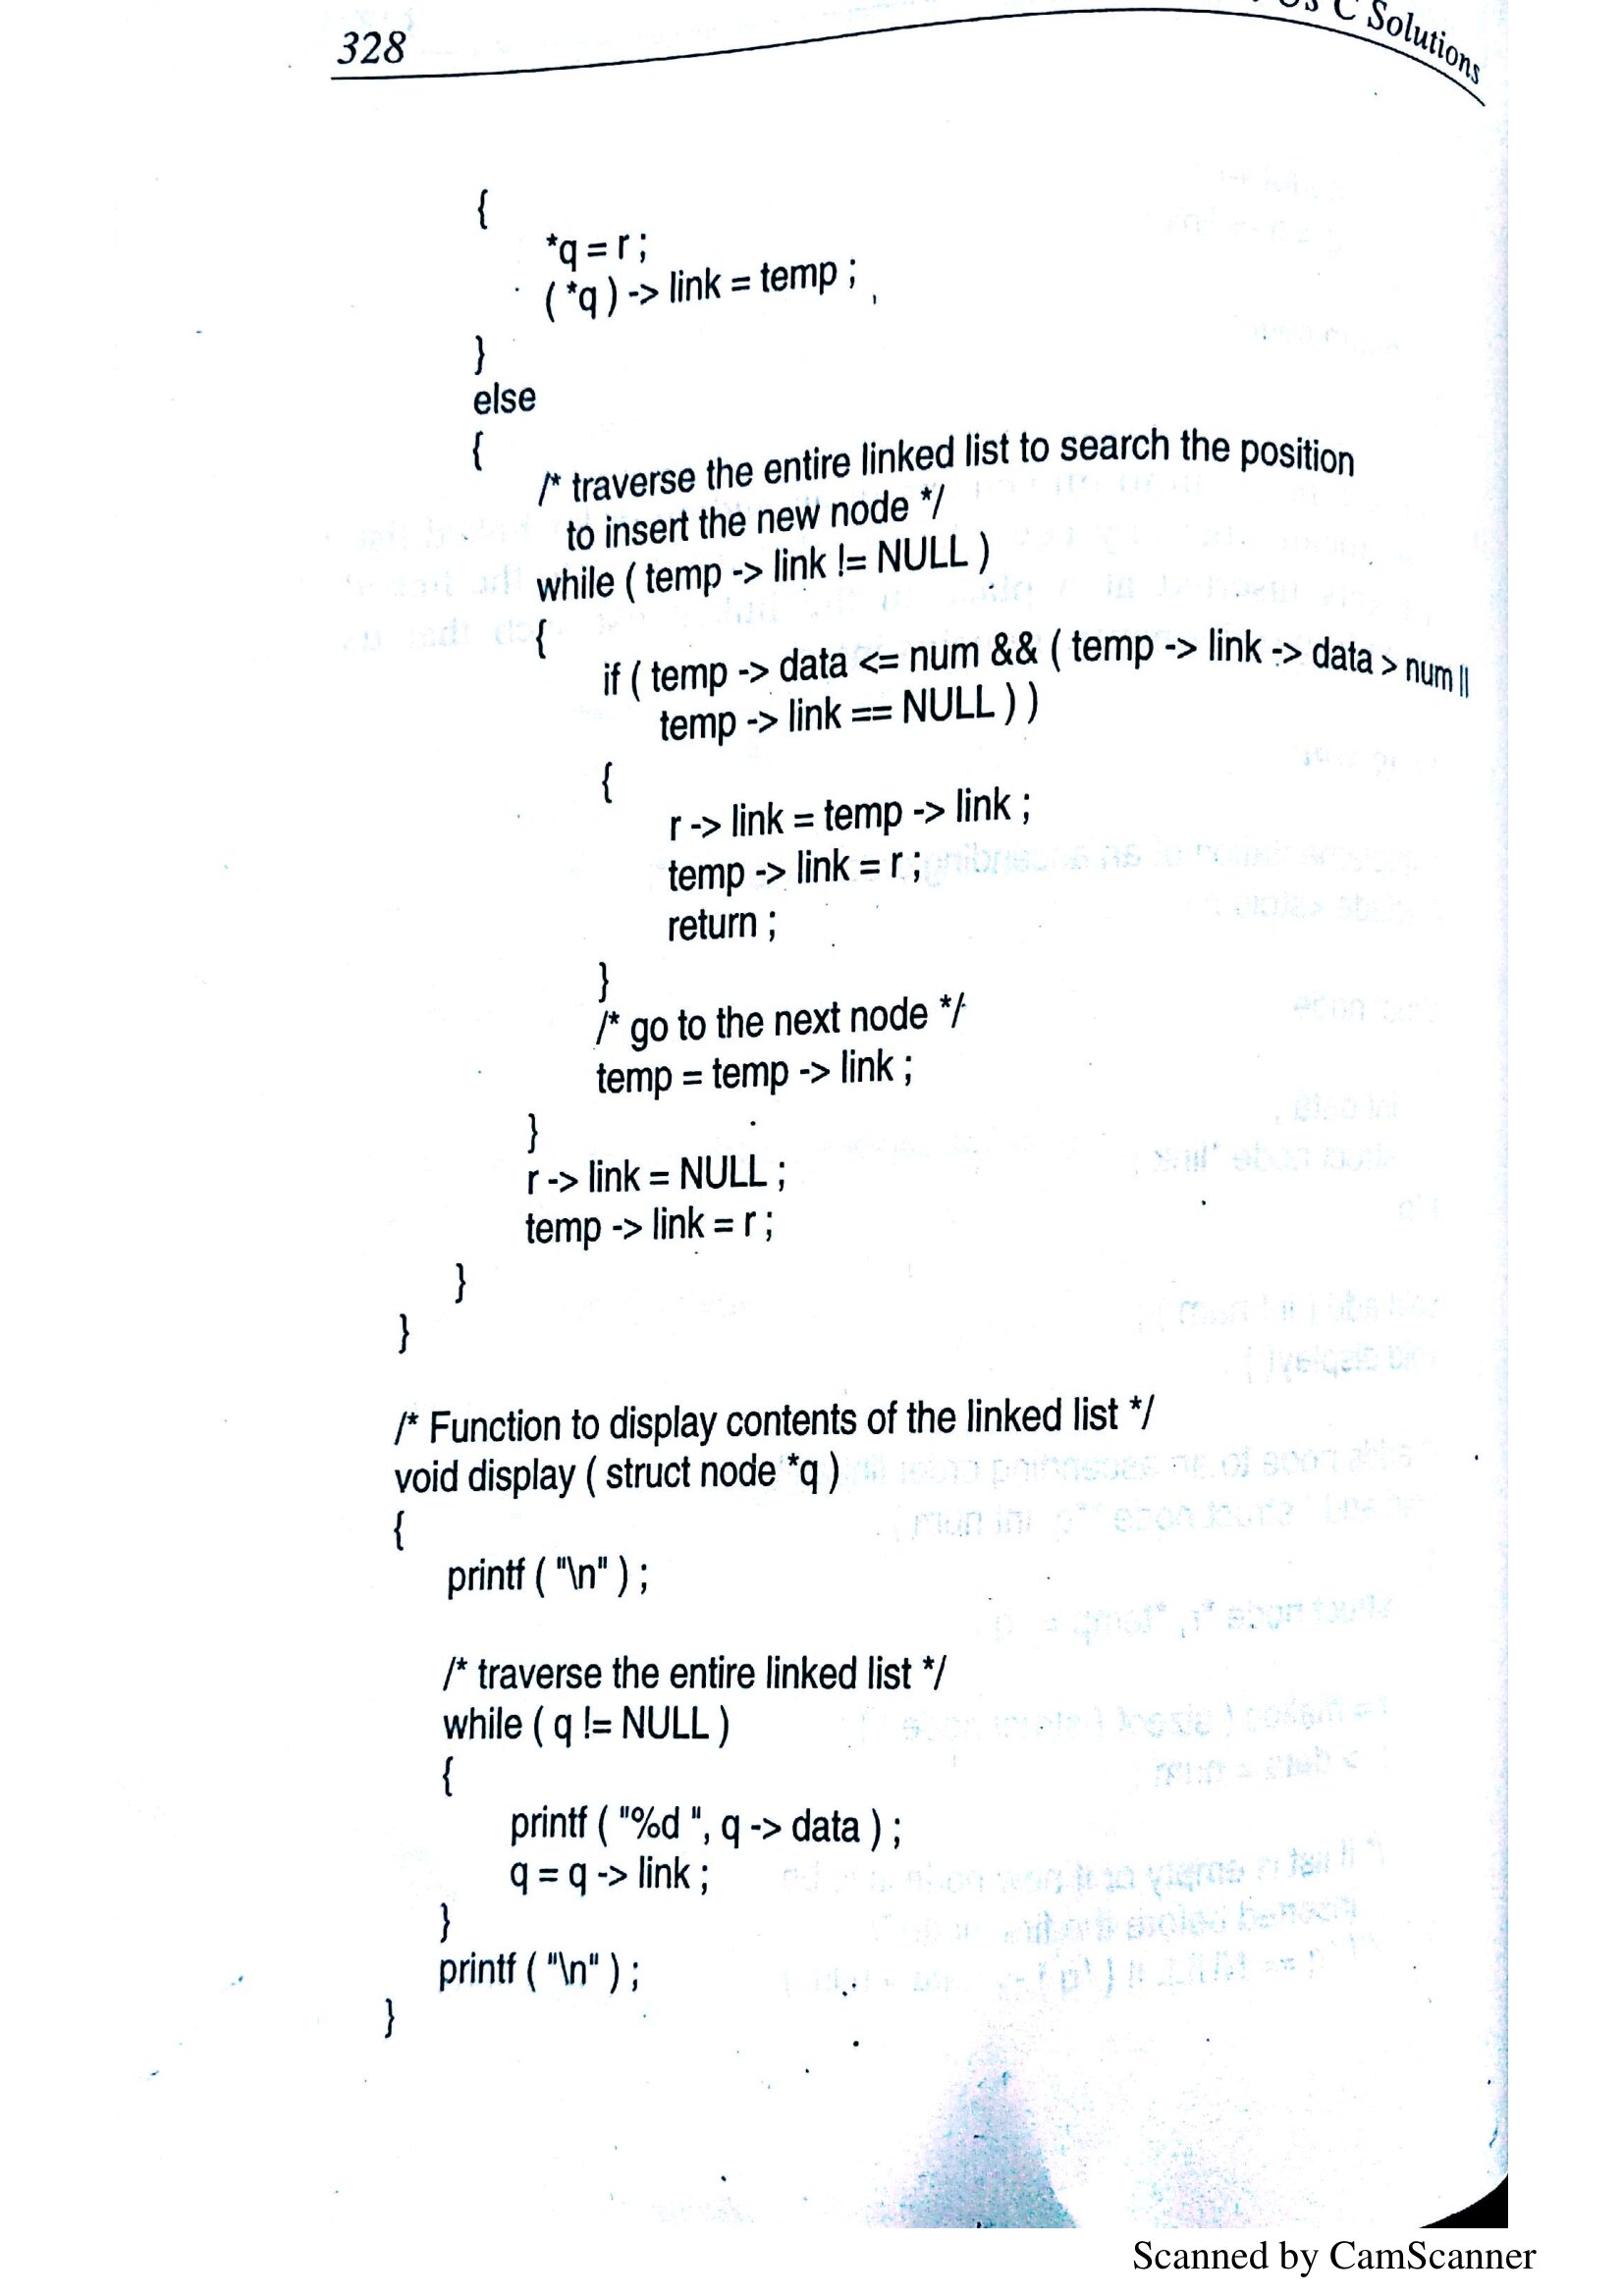 328
C Solutions
{
*q = r ;
( *q ) -> link = temp ;
}
else
{
/* traverse the entire linked list to search the position
to insert the new node */
while ( temp -> link != NULL )
{
if ( temp -> data <= num && ( temp -> link -> data > num ||
temp -> link == NULL ) )
{
r -> link = temp -> link ;
temp -> link = r ;
return ;
}
/* go to the next node */
temp = temp -> link ;
}
r -> link = NULL ;
temp -> link = r ;
}
}
/* Function to display contents of the linked list */
void display ( struct node *q )
{
printf ( "\n" ) ;
/* traverse the entire linked list */
while ( q != NULL )
{
printf ( "%d ", q -> data ) ;
q = q -> link ;
}
printf ( "\n" ) ;
}
Scanned by CamScanner